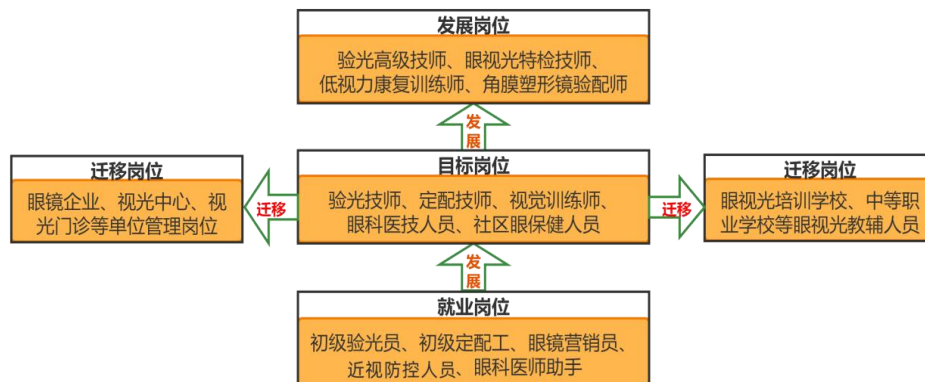 发展岗位
验光高级技师、眼视光特检技师、
低视力康复训练师、角膜塑形镜验配师
发
展
迁移岗位
眼镜企业、视光中心、视
光门诊等单位管理岗位
迁移
目标岗位
验光技师、定配技师、视觉训练师、
眼科医技人员、社区眼保健人员
迁移
迁移岗位
眼视光培训学校、中等职
业学校等眼视光教辅人员
发
展
就业岗位
初级验光员、初级定配工、眼镜营销员、
近视防控人员、眼科医师助手